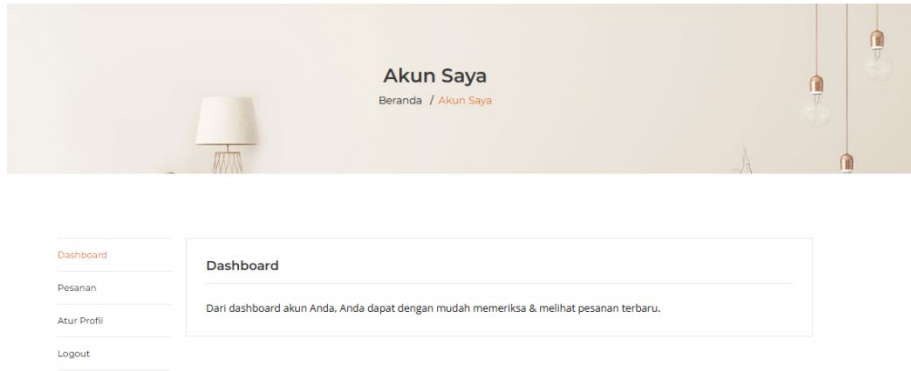 Akun Saya
Beranda / Akun Saya
Dashboard
Pesanan
Atur Profil
Logout
Dashboard
Dari dashboard akun Anda, Anda dapat dengan mudah memeriksa & melihat pesanan terbaru.